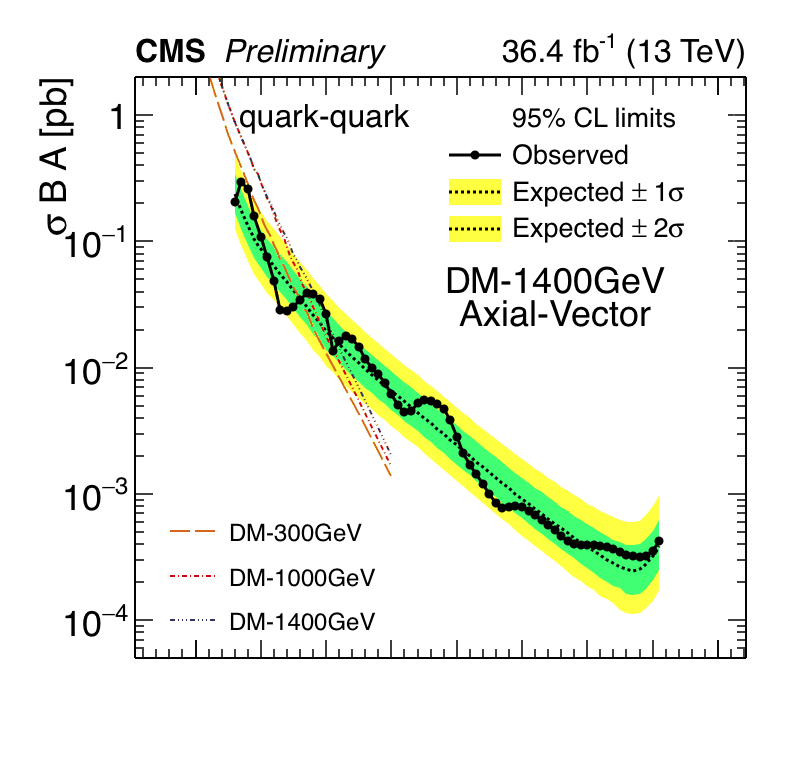 CMS Preliminary 36.4 fb⁻¹ (13 TeV)
σ B A [pb]
quark-quark
95% CL limits
Observed
Expected ± 1σ
Expected ± 2σ
DM-1400GeV
Axial-Vector
1
10⁻¹
10⁻²
10⁻³
10⁻⁴
DM-300GeV
DM-1000GeV
DM-1400GeV